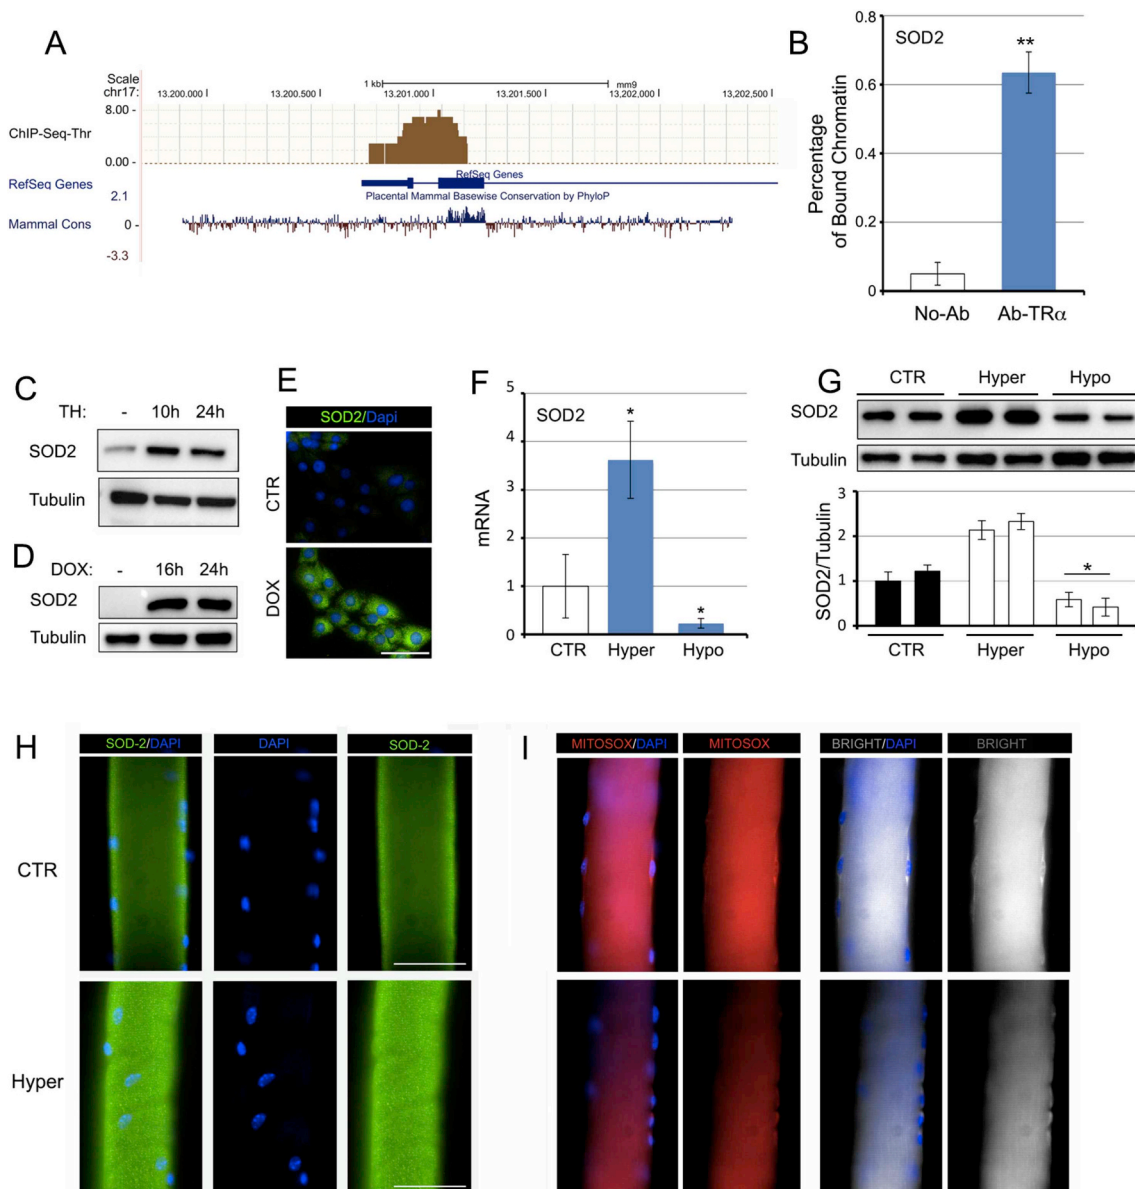 A
Scale
chr17:
1 kb
mm9
13,200.000
13,200.500
13,201.000
13,201.500
13,202.000
13,202,500
8.00
ChIP-Seq-Thr
0.00
RefSeq Genes
RefSeq Genes
2.1
Placental Mammal Basewise Conservation by PhyloP
Mammal Cons
0
-3.3
B
SOD2
**
Percentage
of Bound Chromatin
0.8
0.6
0.4
0.2
0
No-Ab
Ab-TRα
C
TH:
-
10h
24h
SOD2
Tubulin
D
DOX:
-
16h
24h
SOD2
Tubulin
E
SOD2/Dapi
CTR
DOX
F
SOD2
mRNA
5
4
3
2
1
0
*
*
CTR
Hyper
Hypo
G
CTR
Hyper
Hypo
SOD2
Tubulin
SOD2/Tubulin
3
2
1
0
*
CTR
Hyper
Hypo
H
SOD-2/DAPI
DAPI
SOD-2
CTR
Hyper
I
MITOSOX/DAPI
MITOSOX
BRIGHT/DAPI
BRIGHT